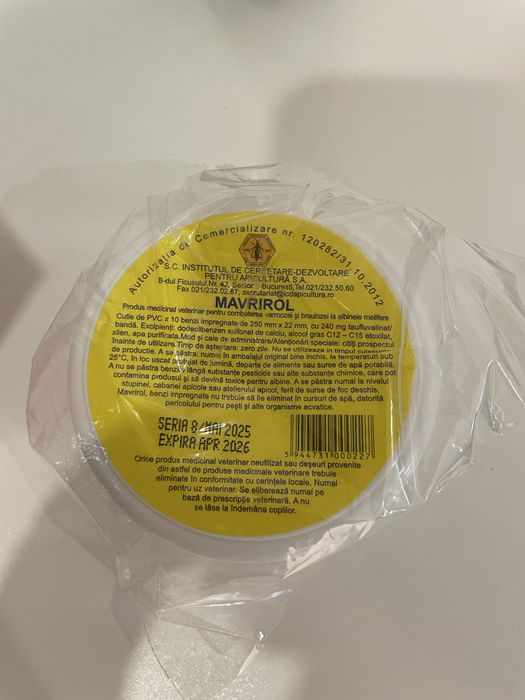 Autorizația de Comercializare nr. 120282/31.10.2012
S.C. INSTITUTUL DE CERCETARE-DEZVOLTARE
PENTRU APICULTURĂ S.A.
B-dul Ficusului, Nr. 42, Sector București, Tel.021/232.50.60
Fax 021/232.02.87, secretariat@icdapicultura.ro
MAVRIROL
Produs medicinal veterinar pentru combaterea varroozei și braulozei la albinele melifere
Cutie de PVC x 10 benzi impregnate de 250 mm x 22 mm, cu 240 mg taufluvalinat/
bandă. Excipienți: dodecilbenzen sulfonat de calciu, alcool gras C12 – C15 etoxilat,
xilen, apa purificata. Mod și cale de administrare/Atenționări speciale: citiți prospectul
înainte de utilizare. Timp de așteptare: zero zile. Nu se utilizeaza în timpul culesului
de productie. A se păstra: numai în ambalajul original bine închis, la temperaturi sub
25°C, în loc uscat protejat de lumină, departe de alimente sau surse de apă potabilă.
A nu se păstra benzile lângă substanțe pesticide sau alte substanțe chimice, care pot
contamina produsul și să devină toxice pentru albine. A se păstra numai la nivelul
stupinei, cabanei apicole sau atelierului apicol, ferit de surse de foc deschis.
Mavrirol, benzi impregnate nu trebuie să fie eliminat în cursuri de apă, datorită
pericolului pentru pești și alte organisme acvatice.
SERIA 8/MAI 2025
EXPIRA APR 2026
5 944731 000227
Orice produs medicinal veterinar neutilizat sau deșeuri provenite
din astfel de produse medicinale veterinare trebuie
eliminate în conformitate cu cerințele locale. Numai
pentru uz veterinar. Se eliberează numai pe
bază de prescripție veterinară. A nu
se lăsa la îndemâna copiilor.